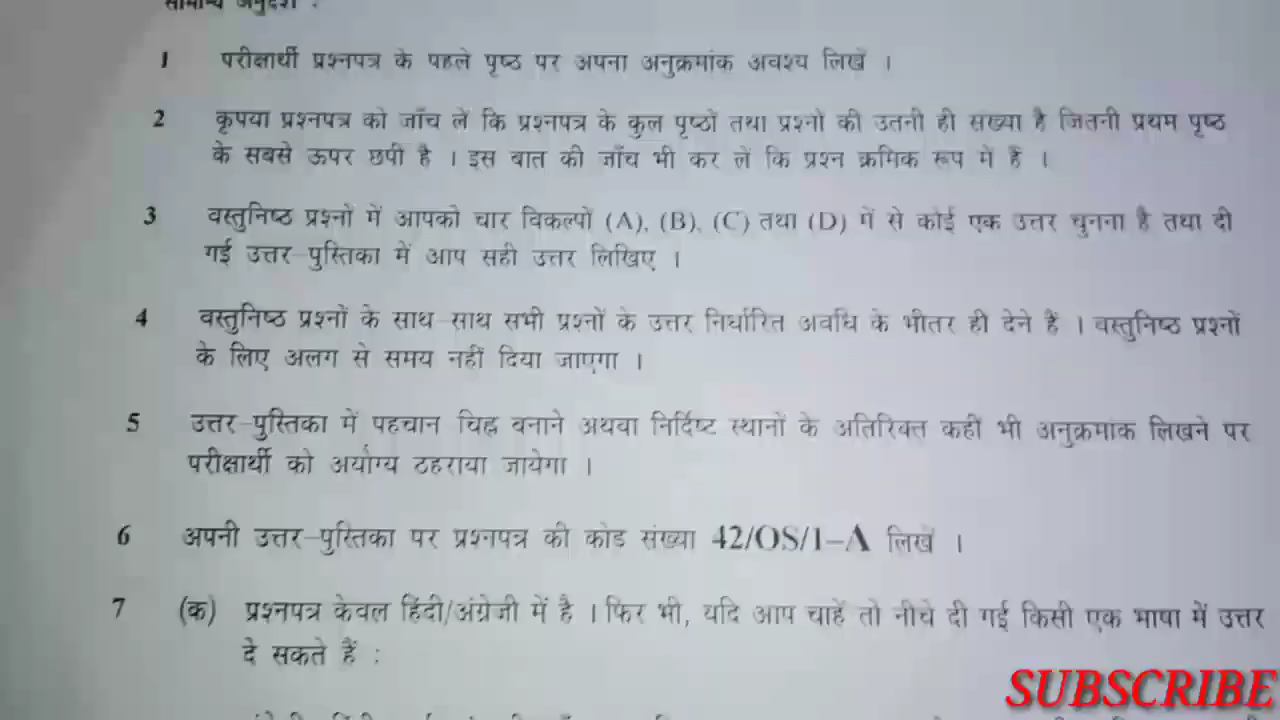 सामान्य अनुदेश :
1 परीक्षार्थी प्रश्नपत्र के पहले पृष्ठ पर अपना अनुक्रमांक अवश्य लिखें ।
2 कृपया प्रश्नपत्र को जाँच लें कि प्रश्नपत्र के कुल पृष्ठों तथा प्रश्नों की उतनी ही संख्या है जितनी प्रथम पृष्ठ
के सबसे ऊपर छपी है । इस बात की जाँच भी कर लें कि प्रश्न क्रमिक रूप में हैं ।
3 वस्तुनिष्ठ प्रश्नों में आपको चार विकल्पों (A), (B), (C) तथा (D) में से कोई एक उत्तर चुनना है तथा दी
गई उत्तर-पुस्तिका में आप सही उत्तर लिखिए ।
4 वस्तुनिष्ठ प्रश्नों के साथ-साथ सभी प्रश्नों के उत्तर निर्धारित अवधि के भीतर ही देने हैं । वस्तुनिष्ठ प्रश्नों
के लिए अलग से समय नहीं दिया जाएगा ।
5 उत्तर-पुस्तिका में पहचान चिह्न बनाने अथवा निर्दिष्ट स्थानों के अतिरिक्त कहीं भी अनुक्रमांक लिखने पर
परीक्षार्थी को अयोग्य ठहराया जायेगा ।
6 अपनी उत्तर-पुस्तिका पर प्रश्नपत्र की कोड संख्या 42/OS/1-A लिखें ।
7 (क) प्रश्नपत्र केवल हिंदी/अंग्रेजी में है । फिर भी, यदि आप चाहें तो नीचे दी गई किसी एक भाषा में उत्तर
दे सकते हैं :
SUBSCRIBE